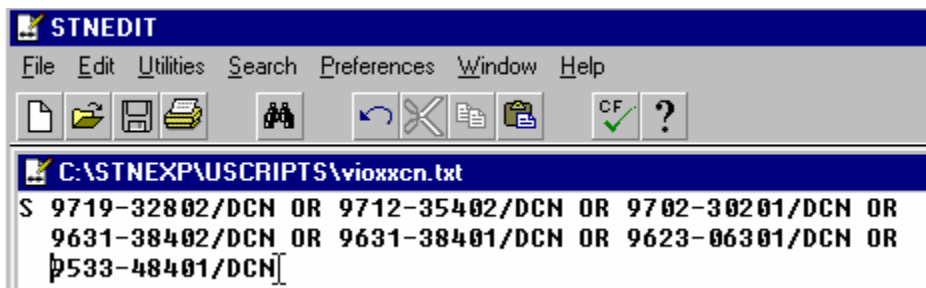 STNEDIT
File Edit Utilities Search Preferences Window Help
CF ?
C:\STNEXP\USCRIPTS\vioxxcn.txt
S 9719-32802/DCN OR 9712-35402/DCN OR 9702-30201/DCN OR
9631-38402/DCN OR 9631-38401/DCN OR 9623-06301/DCN OR
9533-48401/DCN